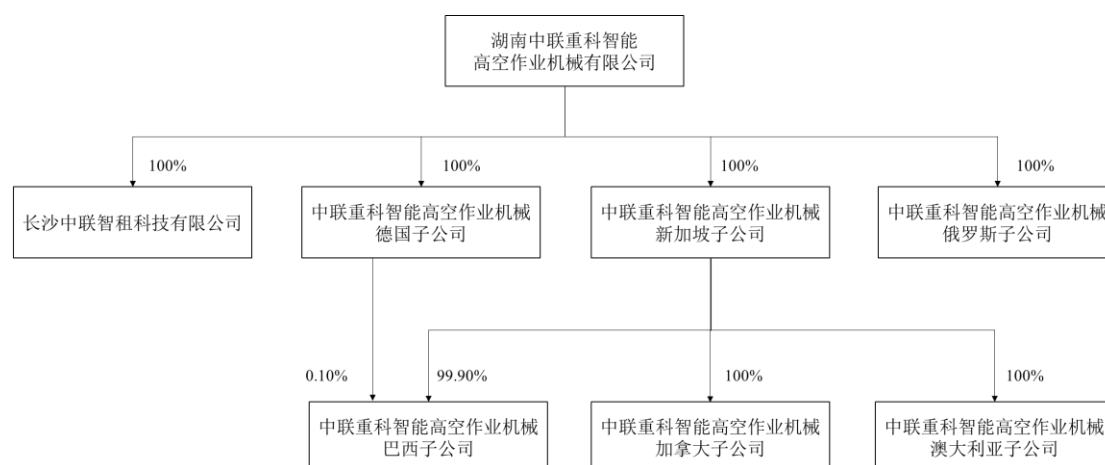 湖南中联重科智能
高空作业机械有限公司
100%
100%
100%
100%
长沙中联智租科技有限公司
中联重科智能高空作业机械
德国子公司
中联重科智能高空作业机械
新加坡子公司
中联重科智能高空作业机械
俄罗斯子公司
0.10%
99.90%
100%
100%
中联重科智能高空作业机械
巴西子公司
中联重科智能高空作业机械
加拿大子公司
中联重科智能高空作业机械
澳大利亚子公司